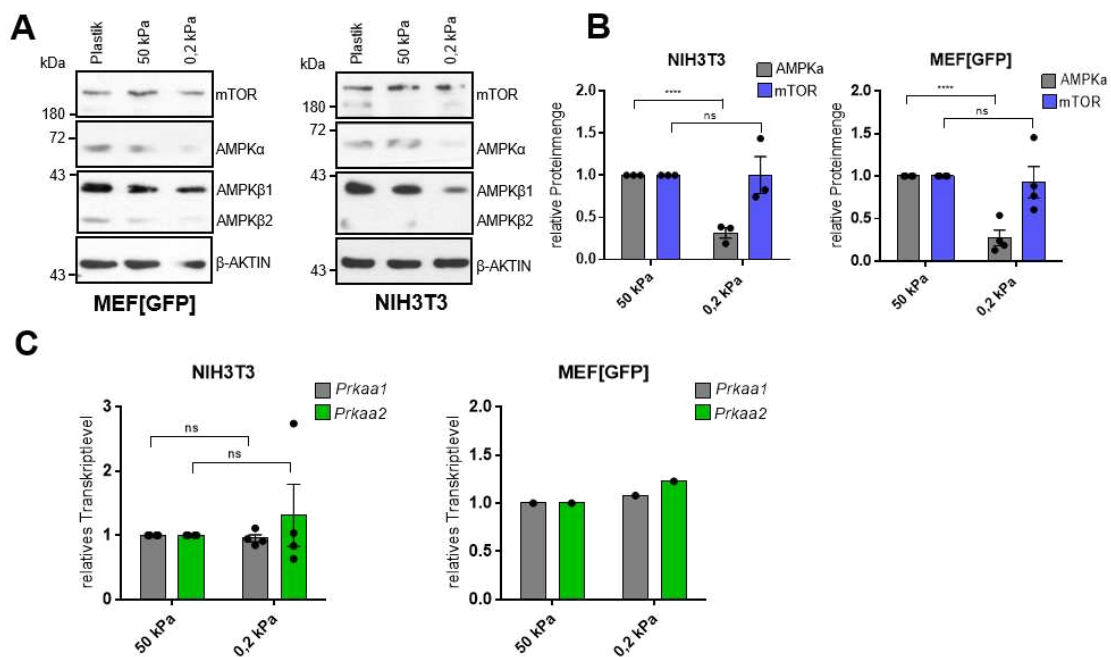 A
kDa
Plastik
50 kPa
0,2 kPa
180
mTOR
72
AMPKα
43
AMPKβ1
AMPKβ2
43
β-AKTIN
MEF[GFP]
Plastik
50 kPa
0,2 kPa
kDa
180
mTOR
72
AMPKα
43
AMPKβ1
AMPKβ2
43
β-AKTIN
NIH3T3
B
NIH3T3
AMPKa
mTOR
relative Proteinmenge
2.0
1.5
1.0
0.5
0.0
****
ns
50 kPa
0,2 kPa
MEF[GFP]
AMPKa
mTOR
relative Proteinmenge
2.0
1.5
1.0
0.5
0.0
****
ns
50 kPa
0,2 kPa
C
NIH3T3
Prkaa1
Prkaa2
relatives Transkriptlevel
3
2
1
0
ns
ns
50 kPa
0,2 kPa
MEF[GFP]
Prkaa1
Prkaa2
relatives Transkriptlevel
2.0
1.5
1.0
0.5
0.0
50 kPa
0,2 kPa